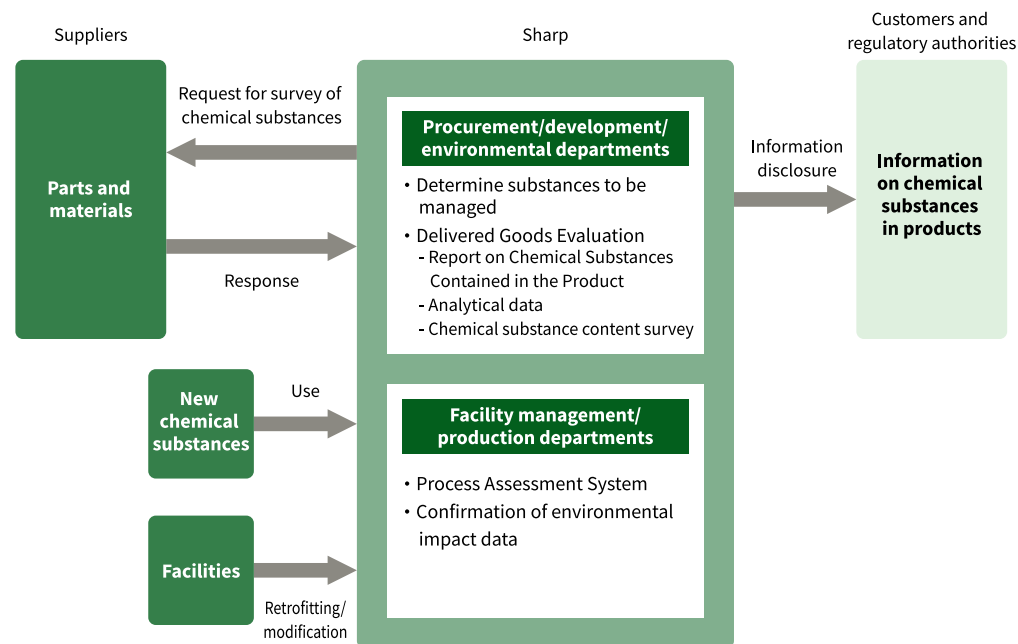 Suppliers
Sharp
Customers and
regulatory authorities
Parts and
materials
Request for survey of
chemical substances
Response
Procurement/development/
environmental departments
・Determine substances to be
managed
・Delivered Goods Evaluation
- Report on Chemical Substances
Contained in the Product
- Analytical data
- Chemical substance content survey
Information
disclosure
Information
on chemical
substances
in products
New
chemical
substances
Use
Facility management/
production departments
・Process Assessment System
・Confirmation of environmental
impact data
Facilities
Retrofitting/
modification